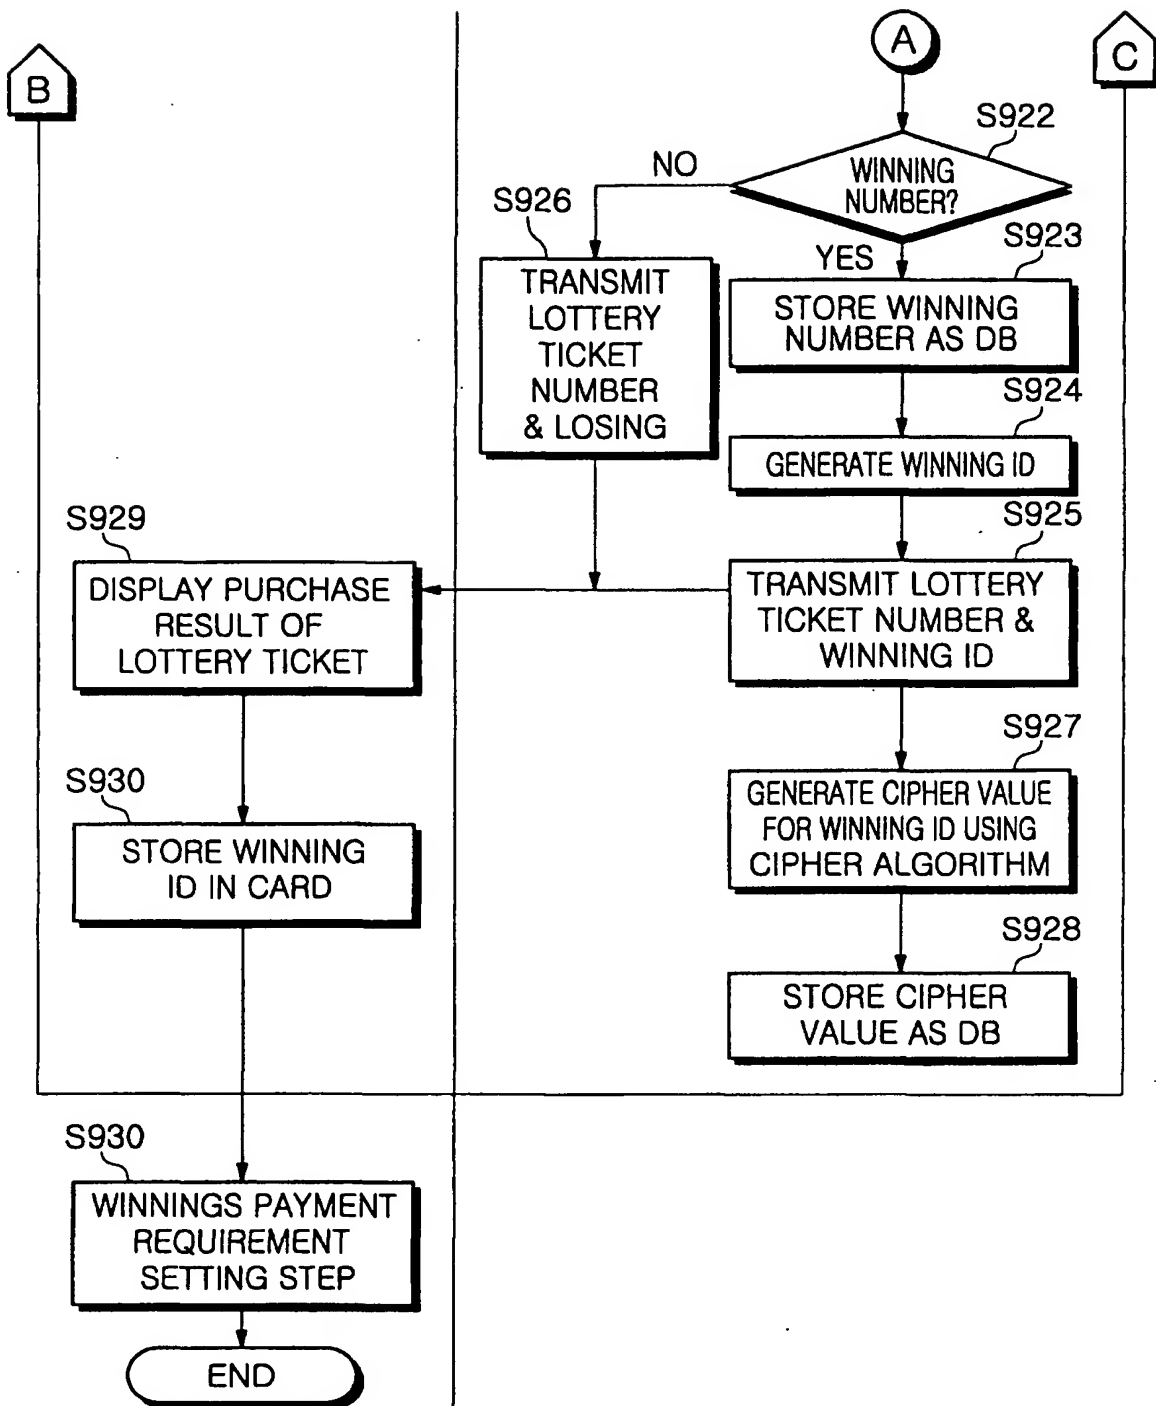 A
B
C
S922
WINNING
NUMBER?
NO
YES
S926
TRANSMIT
LOTTERY
TICKET
NUMBER
& LOSING
S923
STORE WINNING
NUMBER AS DB
S924
GENERATE WINNING ID
S925
TRANSMIT LOTTERY
TICKET NUMBER &
WINNING ID
S929
DISPLAY PURCHASE
RESULT OF
LOTTERY TICKET
S927
GENERATE CIPHER VALUE
FOR WINNING ID USING
CIPHER ALGORITHM
S930
STORE WINNING
ID IN CARD
S928
STORE CIPHER
VALUE AS DB
S930
WINNINGS PAYMENT
REQUIREMENT
SETTING STEP
END